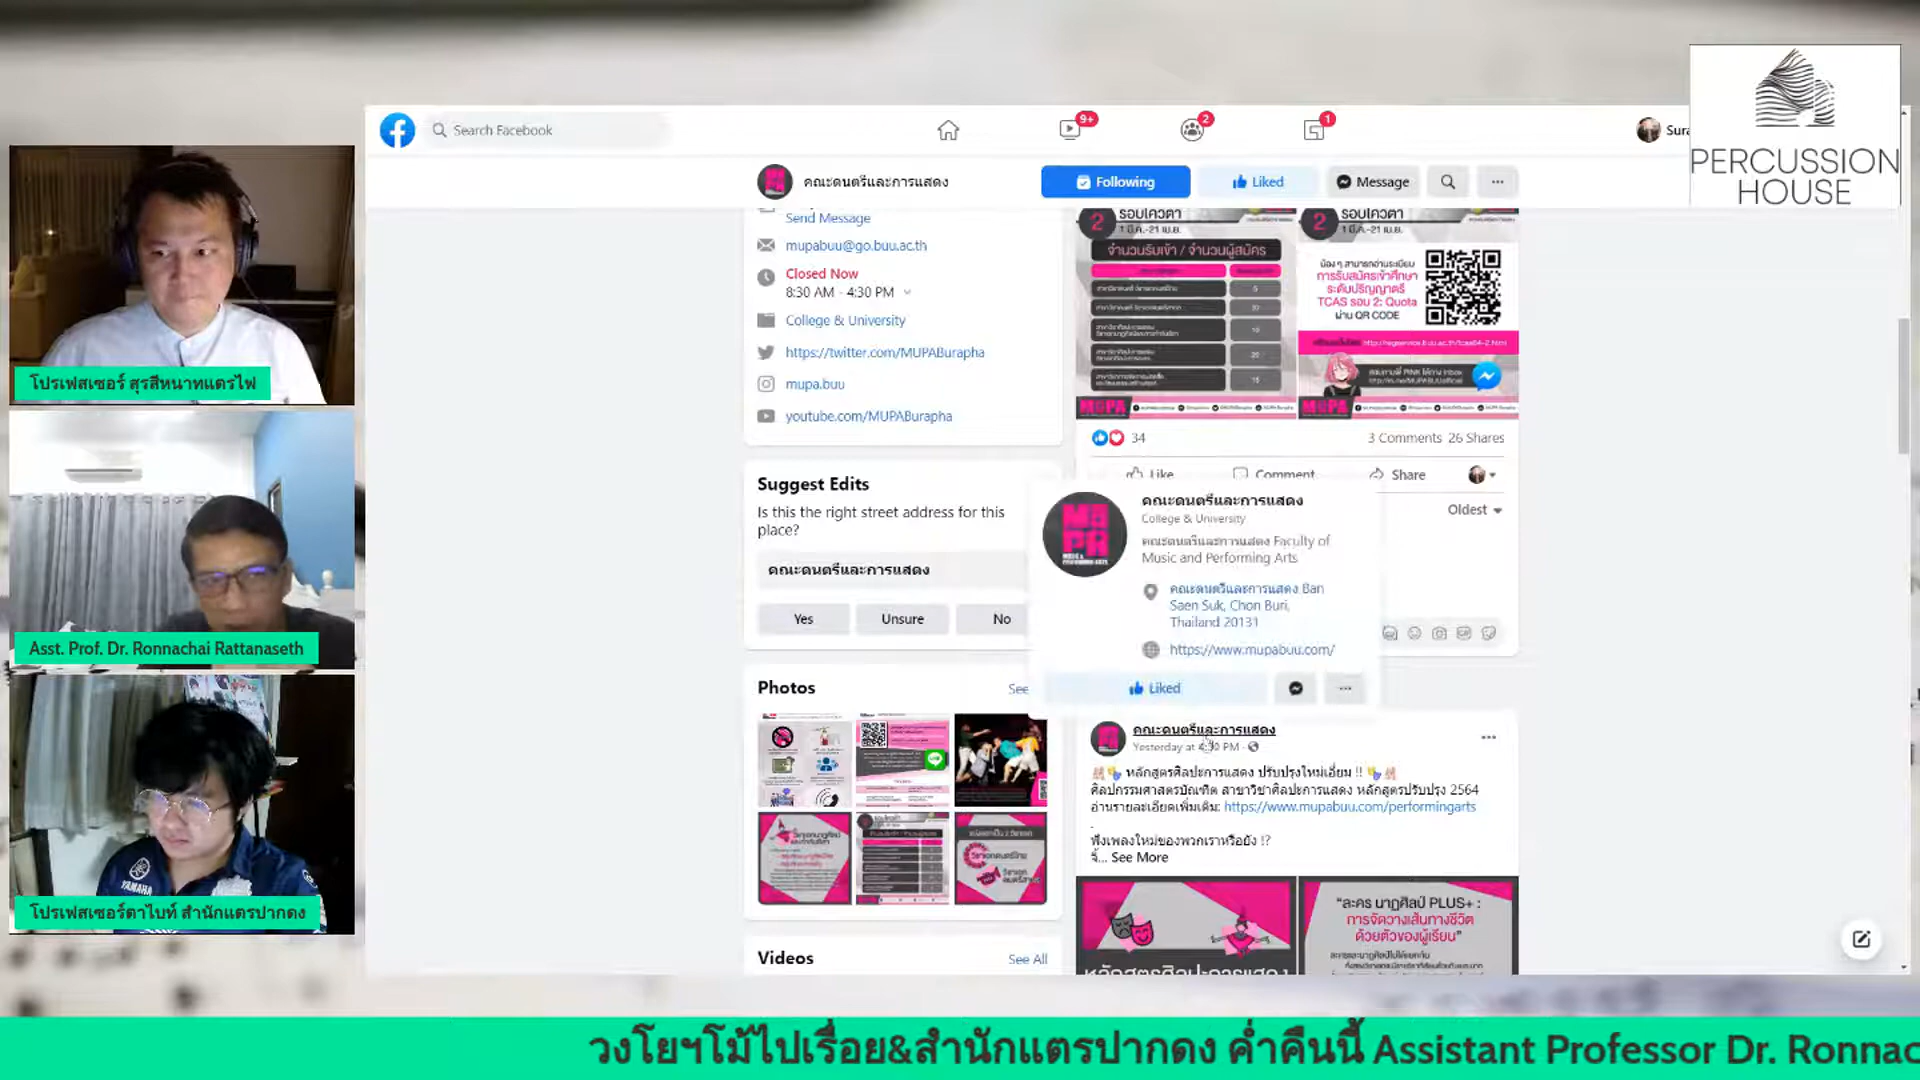 PERCUSSION
HOUSE
Search Facebook
9+
2
1
คณะดนตรีและการแสดง
Following
Liked
Message
Send Message
mupabuu@go.buu.ac.th
Closed Now
8:30 AM - 4:30 PM
College & University
https://twitter.com/MUPABurapha
mupa.buu
youtube.com/MUPABurapha
Suggest Edits
Is this the right street address for this
place?
คณะดนตรีและการแสดง
Yes
Unsure
No
Photos
See
Videos
See All
2 รอบโควตา
1 มี.ค.-21 เม.ย.
จำนวนรับเข้า / จำนวนผู้สมัคร
2 รอบโควตา
1 มี.ค.-21 เม.ย.
น้อง ๆ สามารถอ่านระเบียบ
การรับสมัครเข้าศึกษา
ระดับปริญญาตรี
TCAS รอบ 2: Quota
ผ่าน QR CODE
34
3 Comments 26 Shares
Like
Comment
Share
Oldest
คณะดนตรีและการแสดง
College & University
คณะดนตรีและการแสดง Faculty of
Music and Performing Arts
คณะดนตรีและการแสดง Ban
Saen Suk, Chon Buri,
Thailand 20131
https://www.mupabuu.com/
Liked
คณะดนตรีและการแสดง
Yesterday at 4:30 PM
หลักสูตรศิลปะการแสดง ปรับปรุงใหม่เอี่ยม !!
ศิลปกรรมศาสตรบัณฑิต สาขาวิชาศิลปะการแสดง หลักสูตรปรับปรุง 2564
อ่านรายละเอียดเพิ่มเติม: https://www.mupabuu.com/performingarts
.
ฟังเพลงใหม่ของพวกเราหรือยัง !?
จิ้... See More
หลักสูตรศิลปะการแสดง
“ละคร นาฏศิลป์ PLUS+ :
การจัดวางเส้นทางชีวิต
ด้วยตัวของผู้เรียน”
โปรเฟสเซอร์ สุรสีหนาทแตรไฟ
Asst. Prof. Dr. Ronnachai Rattanaseth
YAMAHA
โปรเฟสเซอร์ตาไบท์ สำนักแตรปากดง
วงโยฯโม้ไปเรื่อย&สำนักแตรปากดง ค่ำคืนนี้ Assistant Professor Dr. Ronnac